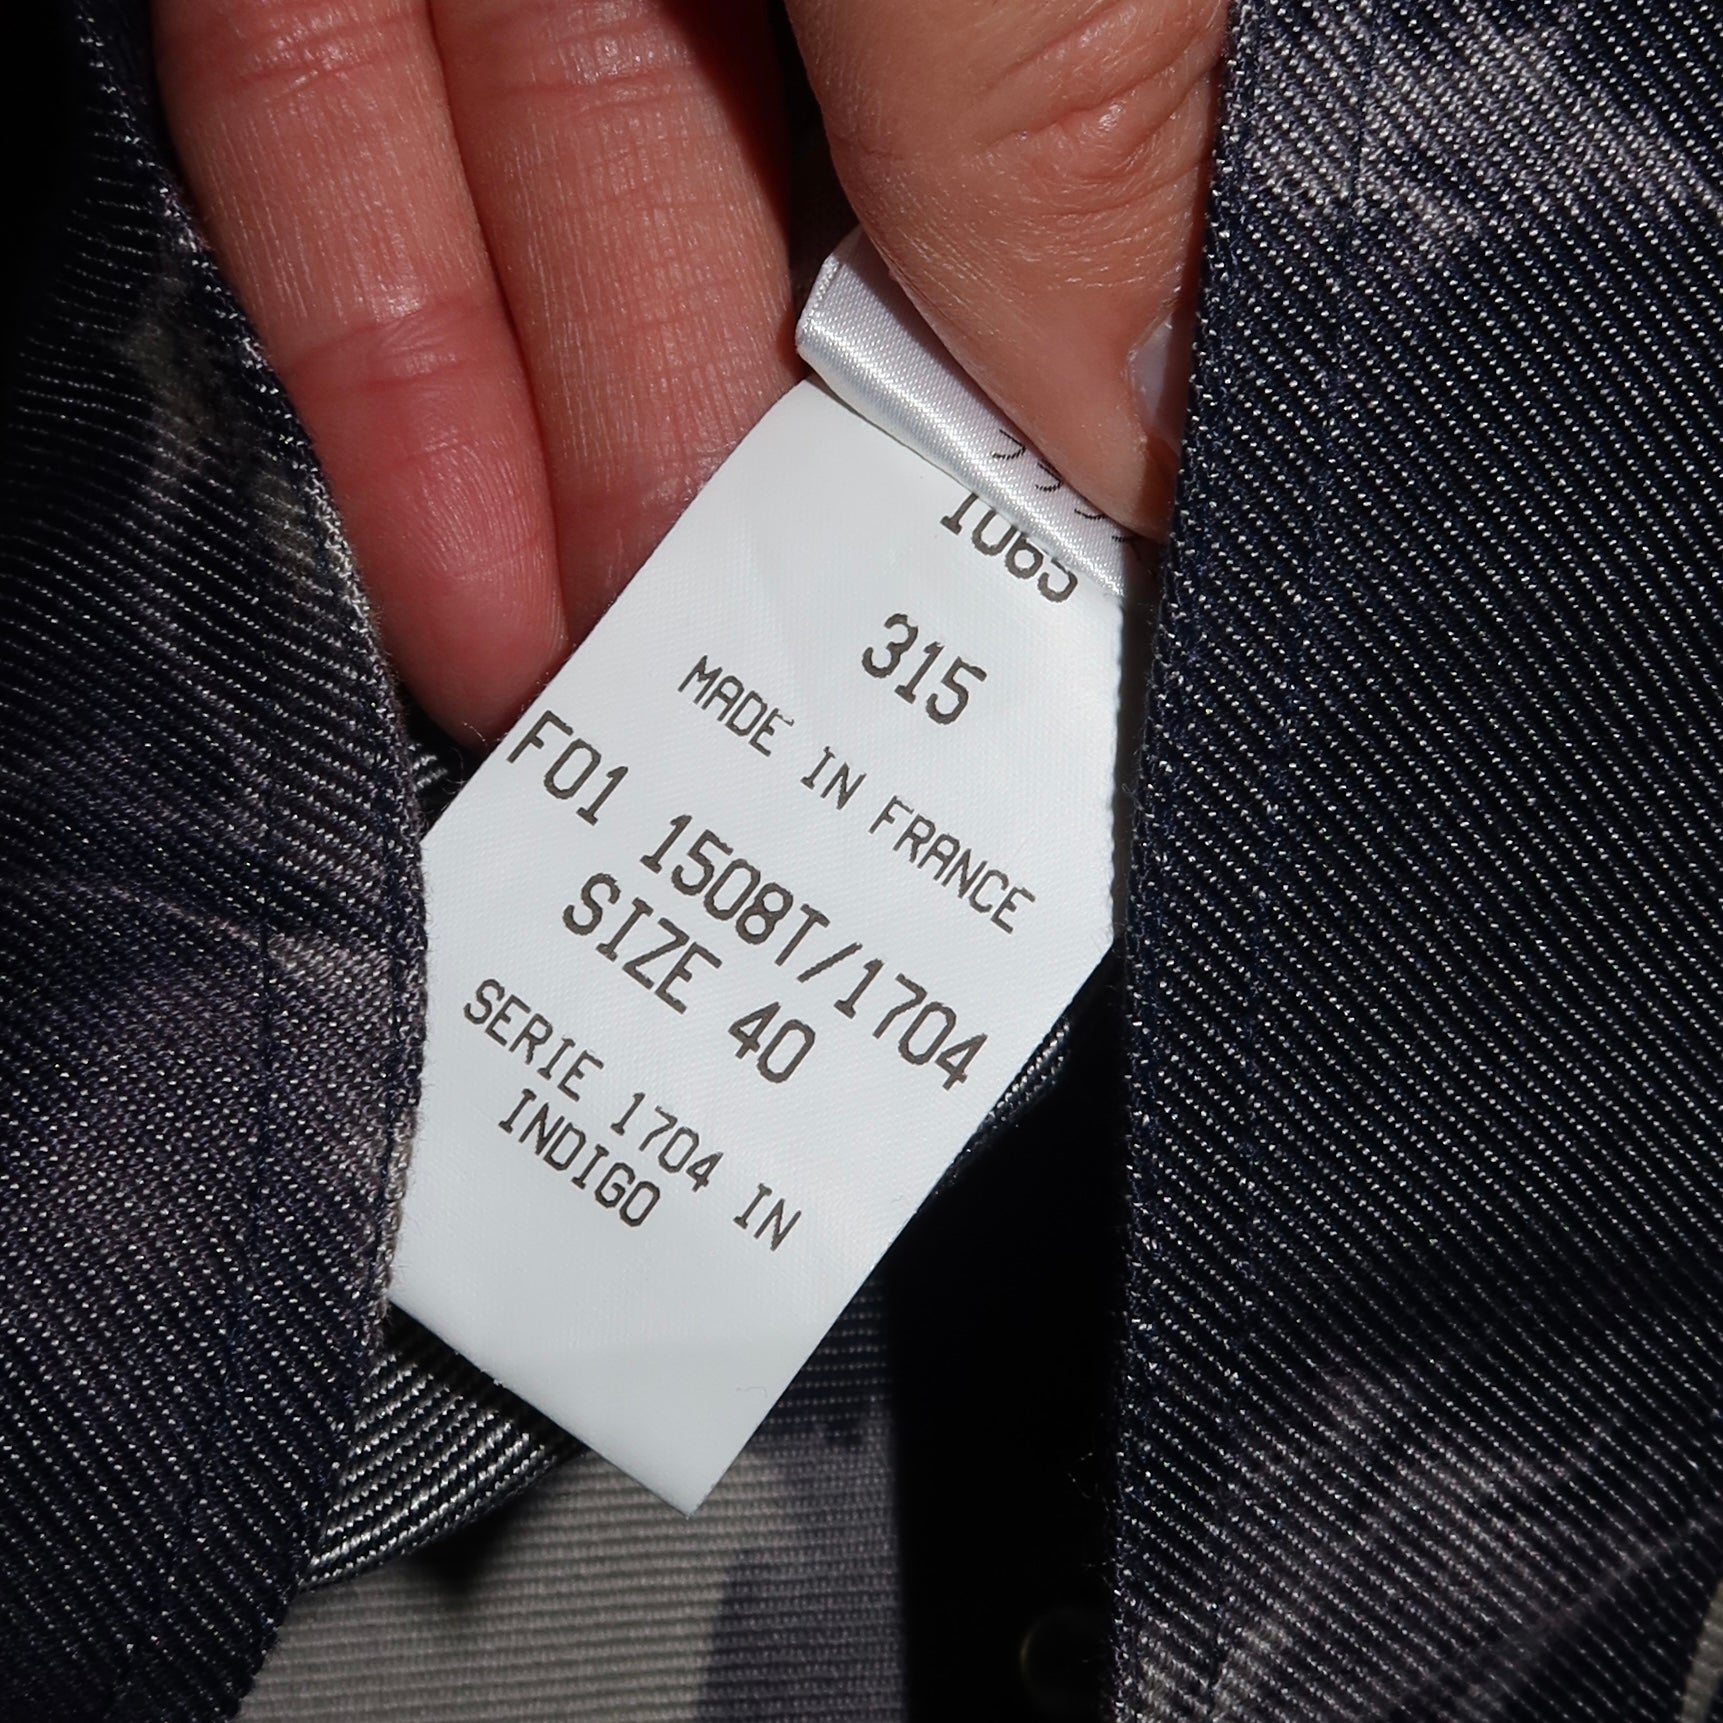 1065
315
MADE IN FRANCE
F01 1508T/1704
SIZE 40
SERIE 1704 IN
INDIGO